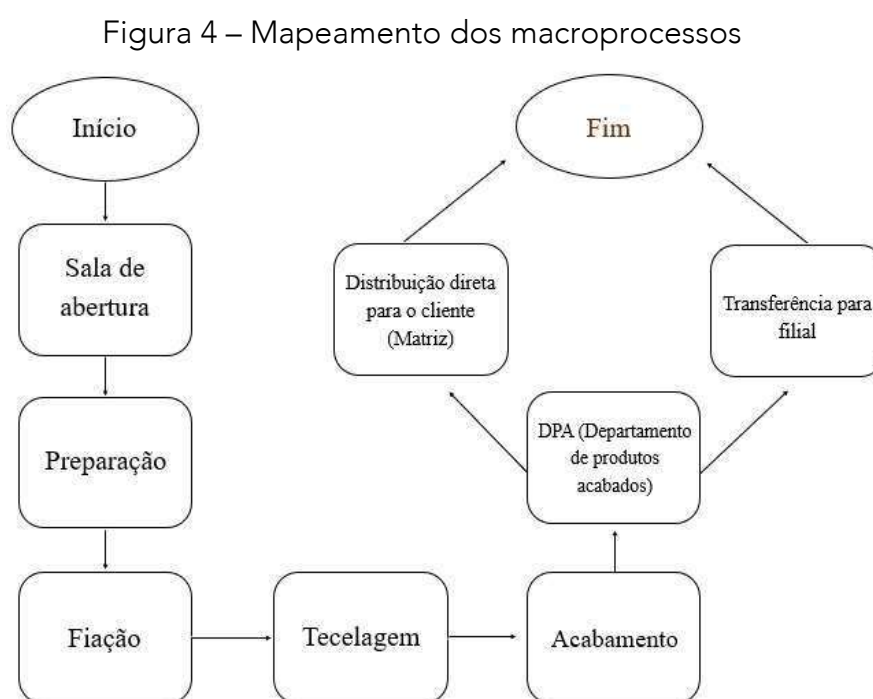 Figura 4 – Mapeamento dos macroprocessos
Início
Sala de
abertura
Preparação
Fiação
Tecelagem
Acabamento
DPA (Departamento
de produtos
acabados)
Distribuição direta
para o cliente
(Matriz)
Transferência para
filial
Fim